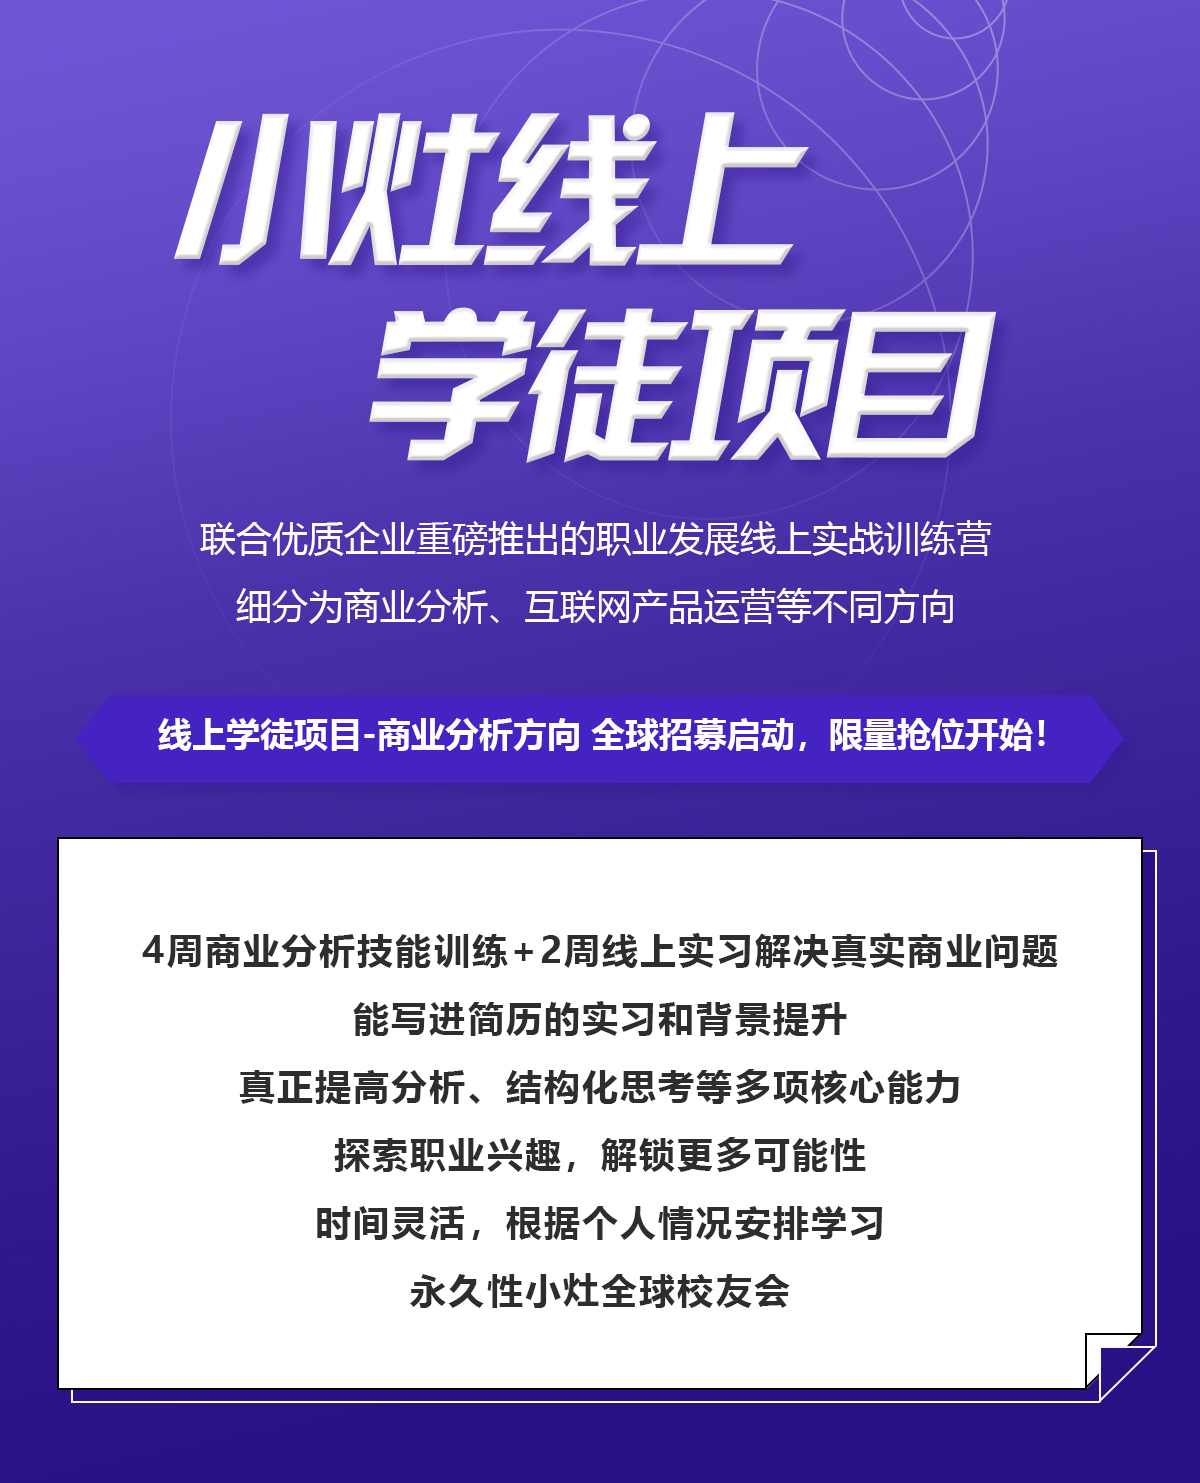 小灶线上
学徒项目
联合优质企业重磅推出的职业发展线上实战训练营
细分为商业分析、互联网产品运营等不同方向
线上学徒项目-商业分析方向 全球招募启动，限量抢位开始！
4周商业分析技能训练+2周线上实习解决真实商业问题
能写进简历的实习和背景提升
真正提高分析、结构化思考等多项核心能力
探索职业兴趣，解锁更多可能性
时间灵活，根据个人情况安排学习
永久性小灶全球校友会